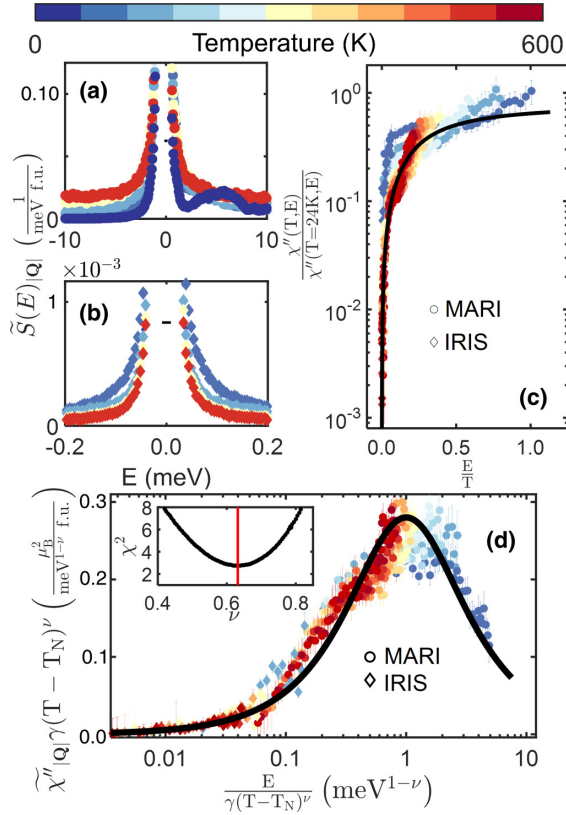 0 Temperature (K) 600
(a)
0.10
0
-10 0 10
S̃(E)|Q| (1/meV f.u.)
×10⁻³
(b)
1
0
-0.2 0.0 0.2
E (meV)
χ′′(T,E)/χ′′(T=24K,E)
10⁰
10⁻¹
10⁻²
10⁻³
MARI
IRIS
(c)
0.0 0.5 1.0
E/T
χ̃′′|Q|γ(T − T_N)^ν (μ_B²/meV^{1−ν} f.u.)
0.3
0.2
0.1
0.0
χ²
8
6
4
2
0.4 0.6 0.8
ν
(d)
MARI
IRIS
0.01 0.1 1 10
E/γ(T−T_N)^ν (meV^{1−ν})